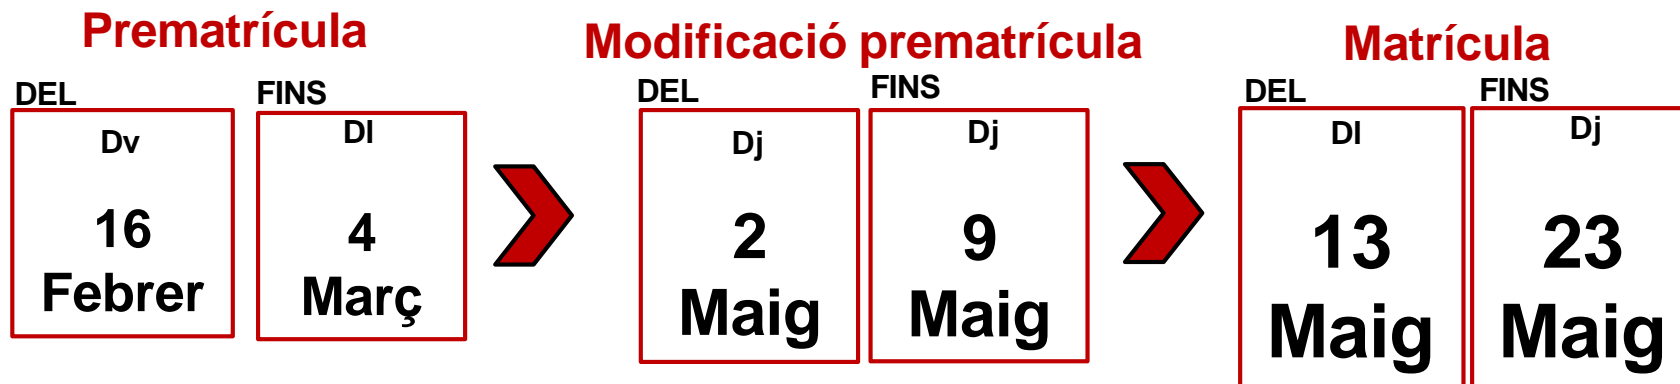 Prematrícula
DEL
Dv
16
Febrer
FINS
Dl
4
Març
Modificació prematrícula
DEL
Dj
2
Maig
FINS
Dj
9
Maig
Matrícula
DEL
Dl
13
Maig
FINS
Dj
23
Maig